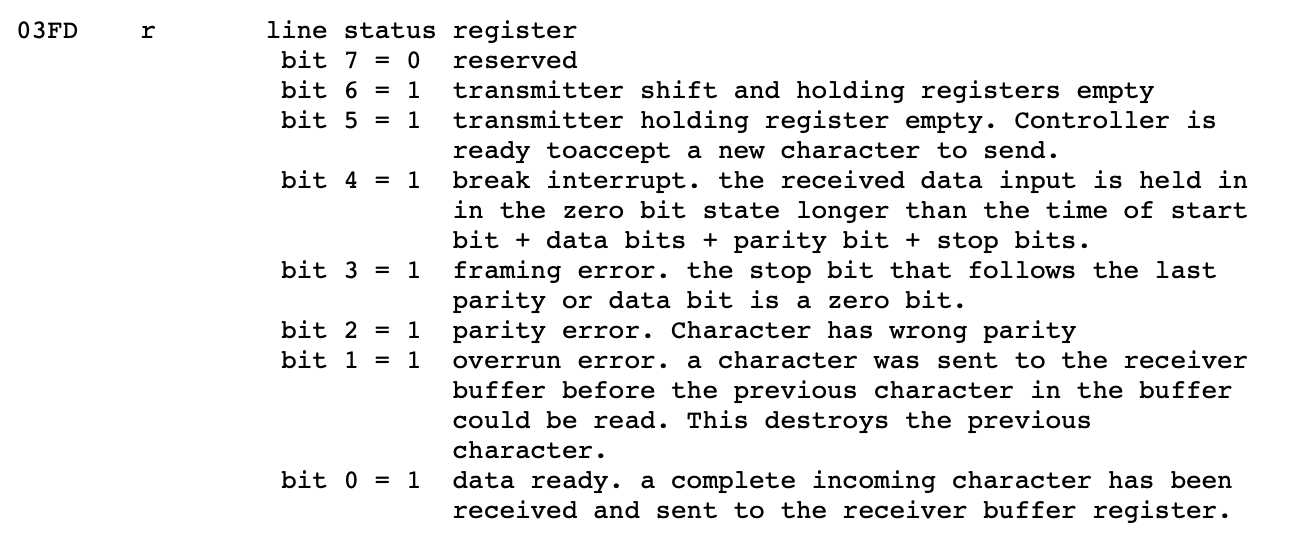 03FD    r       line status register
                 bit 7 = 0  reserved
                 bit 6 = 1  transmitter shift and holding registers empty
                 bit 5 = 1  transmitter holding register empty. Controller is
                            ready toaccept a new character to send.
                 bit 4 = 1  break interrupt. the received data input is held in
                            in the zero bit state longer than the time of start
                            bit + data bits + parity bit + stop bits.
                 bit 3 = 1  framing error. the stop bit that follows the last
                            parity or data bit is a zero bit.
                 bit 2 = 1  parity error. Character has wrong parity
                 bit 1 = 1  overrun error. a character was sent to the receiver
                            buffer before the previous character in the buffer
                            could be read. This destroys the previous
                            character.
                 bit 0 = 1  data ready. a complete incoming character has been
                            received and sent to the receiver buffer register.